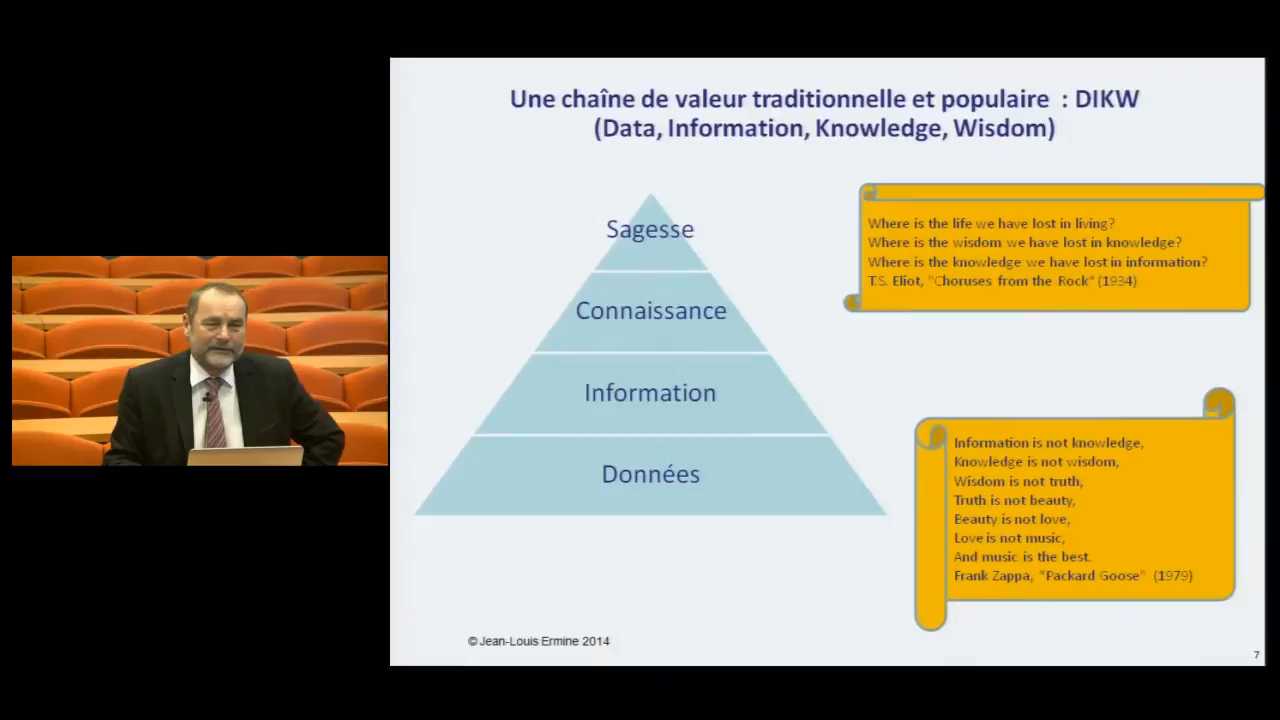 Une chaîne de valeur traditionnelle et populaire : DIKW
(Data, Information, Knowledge, Wisdom)
Sagesse
Connaissance
Information
Données
Where is the life we have lost in living?
Where is the wisdom we have lost in knowledge?
Where is the knowledge we have lost in information?
T.S. Eliot, "Choruses from the Rock" (1934)
Information is not knowledge,
Knowledge is not wisdom,
Wisdom is not truth,
Truth is not beauty,
Beauty is not love,
Love is not music,
And music is the best.
Frank Zappa, "Packard Goose" (1979)
© Jean-Louis Ermine 2014
7